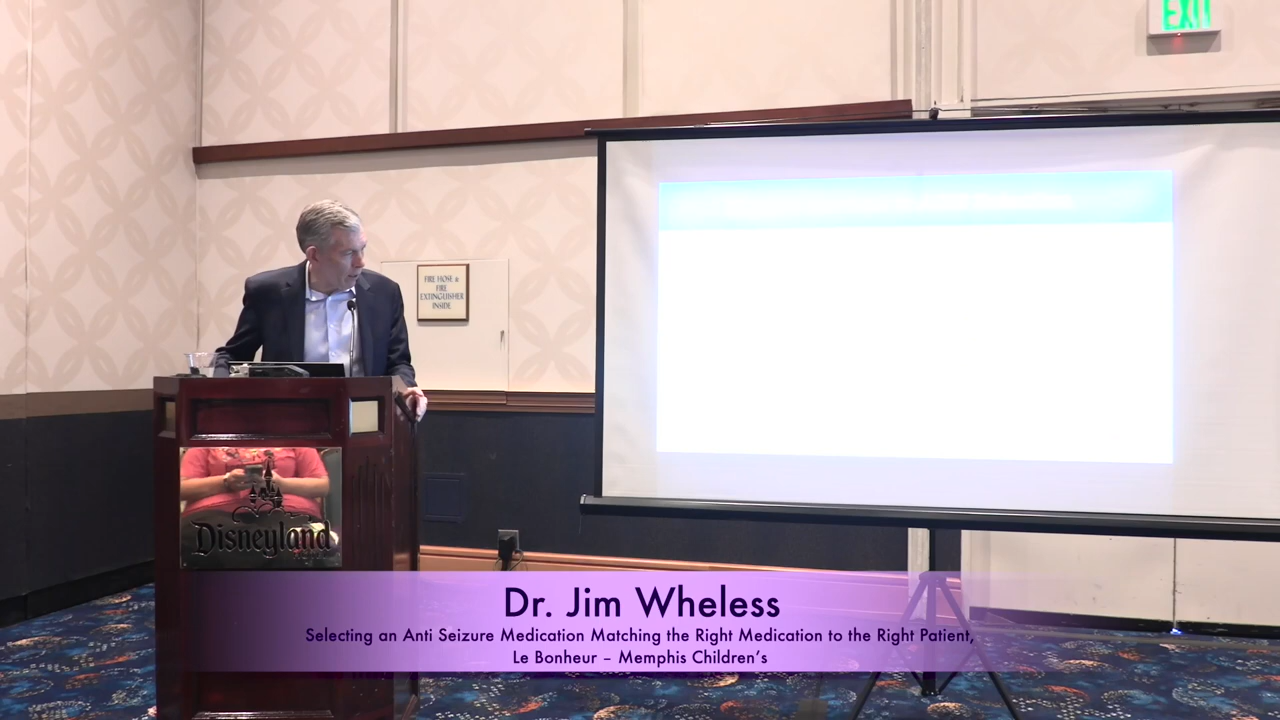 EXIT
FIRE HOSE &
FIRE
EXTINGUISHER
INSIDE
Disneyland
Dr. Jim Wheless
Selecting an Anti Seizure Medication Matching the Right Medication to the Right Patient,
Le Bonheur – Memphis Children's